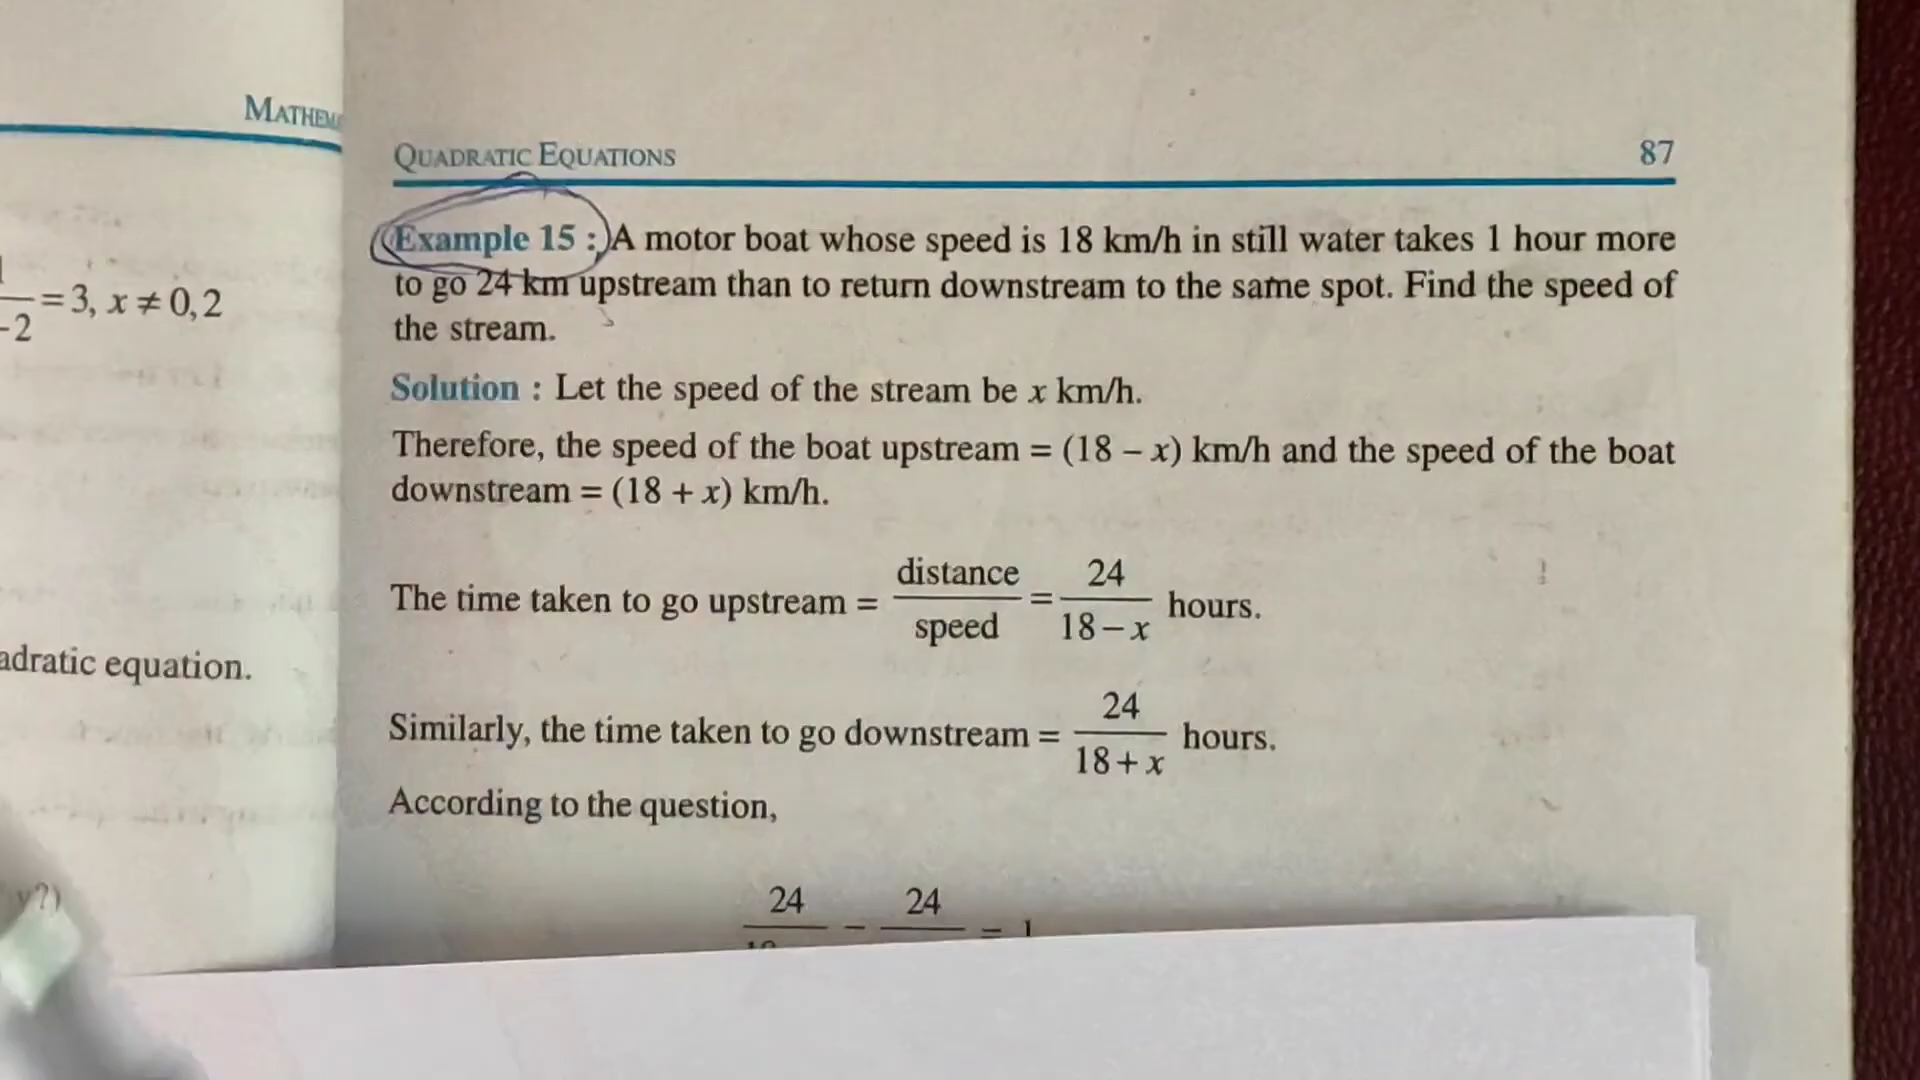 = 3, x ≠ 0, 2
-2
adratic equation.
y?)
QUADRATIC EQUATIONS 87
Example 15 : A motor boat whose speed is 18 km/h in still water takes 1 hour more
to go 24 km upstream than to return downstream to the same spot. Find the speed of
the stream.
Solution : Let the speed of the stream be x km/h.
Therefore, the speed of the boat upstream = (18 – x) km/h and the speed of the boat
downstream = (18 + x) km/h.
The time taken to go upstream = distance/speed = 24/18 – x hours.
Similarly, the time taken to go downstream = 24/18 + x hours.
According to the question,
24 – 24 = 1